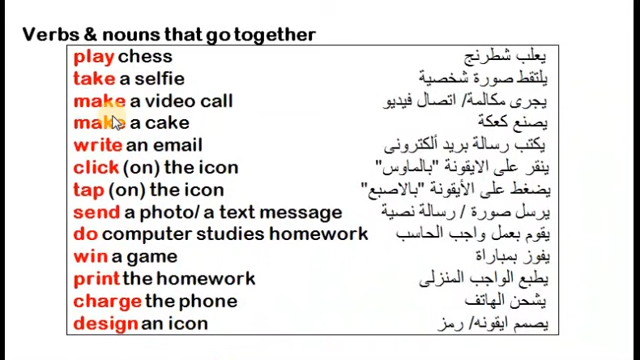 Verbs & nouns that go together
play chess يعلب شطرنج
take a selfie يلتقط صورة شخصية
make a video call يجرى مكالمة/ اتصال فيديو
make a cake يصنع كعكة
write an email يكتب رسالة بريد ألكترونى
click (on) the icon ينقر على الايقونة "بالماوس"
tap (on) the icon يضغط على الأيقونة "بالاصبع"
send a photo/ a text message يرسل صورة / رسالة نصية
do computer studies homework يقوم بعمل واجب الحاسب
win a game يفوز بمباراة
print the homework يطبع الواجب المنزلى
charge the phone يشحن الهاتف
design an icon يصمم ايقونه/ رمز